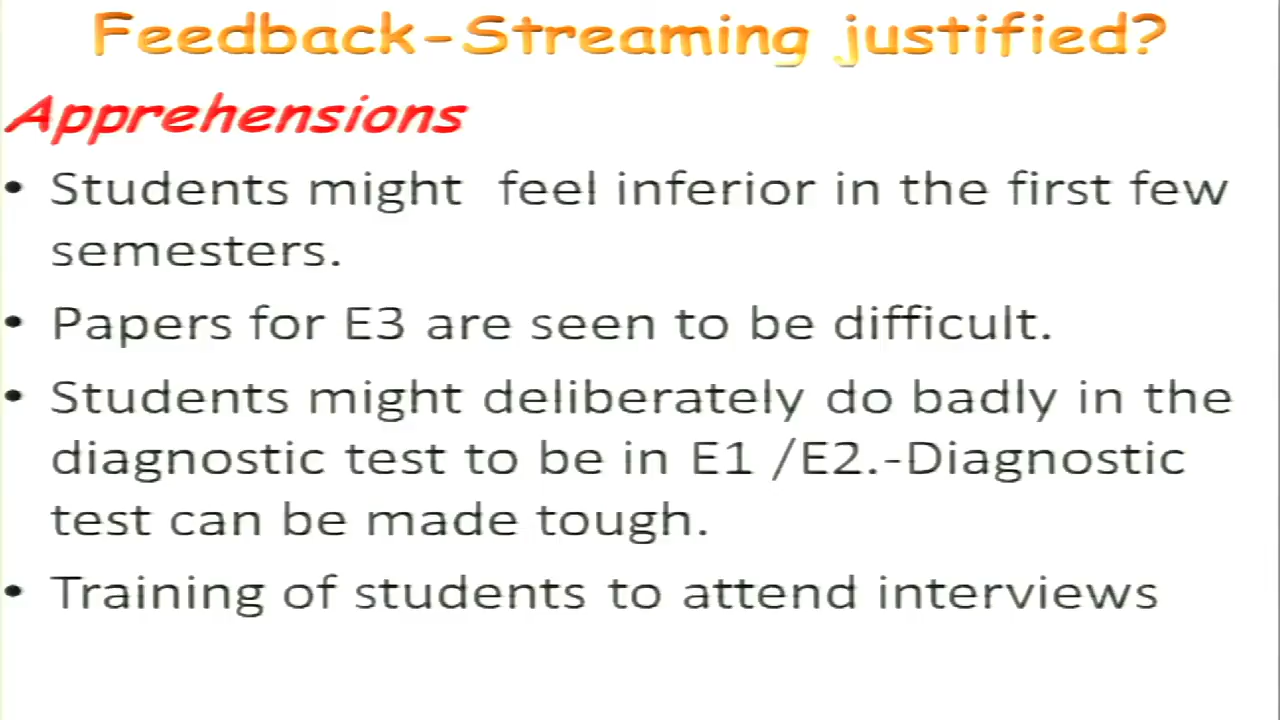 Feedback-Streaming justified?
Apprehensions
• Students might feel inferior in the first few
semesters.
• Papers for E3 are seen to be difficult.
• Students might deliberately do badly in the
diagnostic test to be in E1 /E2.-Diagnostic
test can be made tough.
• Training of students to attend interviews